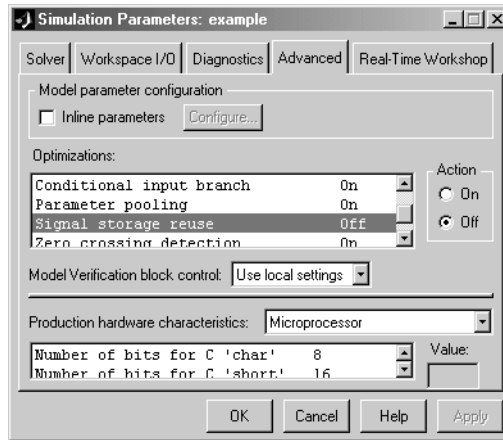 Simulation Parameters: example
Solver Workspace I/O Diagnostics Advanced Real-Time Workshop
Model parameter configuration
Inline parameters Configure...
Optimizations:
Action
Conditional input branch On
Parameter pooling On
Signal storage reuse Off
Zero crossing detection On
On
Off
Model Verification block control: Use local settings
Production hardware characteristics: Microprocessor
Number of bits for C 'char' 8
Number of bits for C 'short' 16
Value:
OK Cancel Help Apply